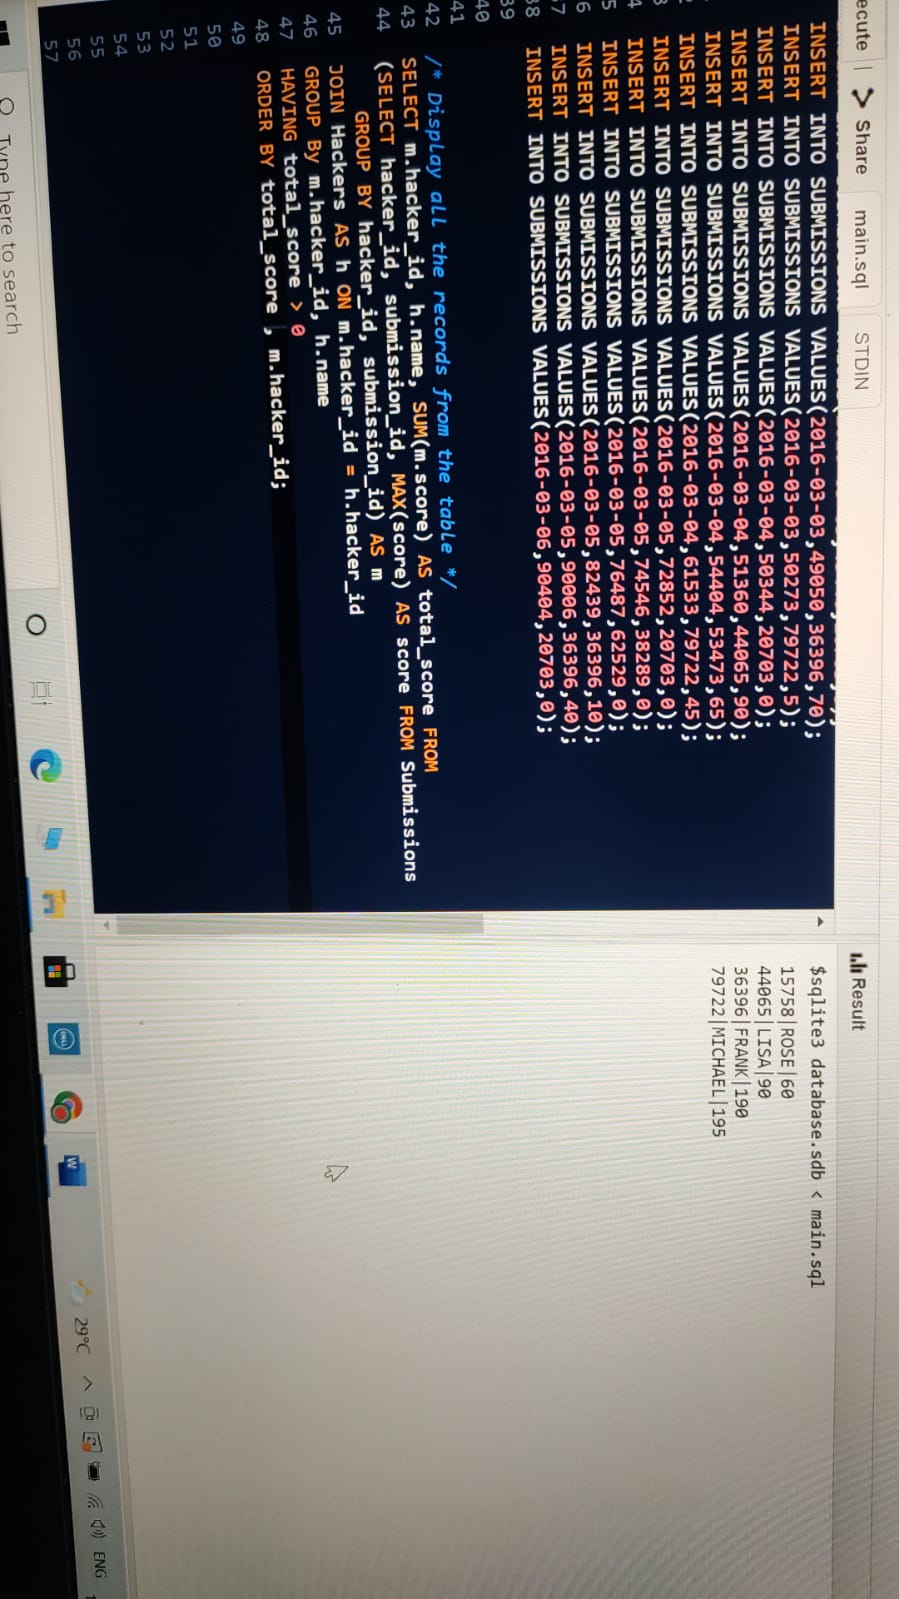 ecute | Share main.sql STDIN
INSERT INTO SUBMISSIONS VALUES(2016-03-03,49050,36396,70);
INSERT INTO SUBMISSIONS VALUES(2016-03-03,50273,79722,5);
INSERT INTO SUBMISSIONS VALUES(2016-03-04,50344,20703,0);
INSERT INTO SUBMISSIONS VALUES(2016-03-04,51360,44065,90);
INSERT INTO SUBMISSIONS VALUES(2016-03-04,54404,53473,65);
INSERT INTO SUBMISSIONS VALUES(2016-03-04,61533,79722,45);
3 INSERT INTO SUBMISSIONS VALUES(2016-03-05,72852,20703,0);
4 INSERT INTO SUBMISSIONS VALUES(2016-03-05,74546,38289,0);
5 INSERT INTO SUBMISSIONS VALUES(2016-03-05,76487,62529,0);
6 INSERT INTO SUBMISSIONS VALUES(2016-03-05,82439,36396,10);
7 INSERT INTO SUBMISSIONS VALUES(2016-03-05,90006,36396,40);
38 INSERT INTO SUBMISSIONS VALUES(2016-03-06,90404,20703,0);
39
40
41
42 /* Display all the records from the table */
43 SELECT m.hacker_id, h.name, SUM(m.score) AS total_score FROM
44 (SELECT hacker_id, submission_id, MAX(score) AS score FROM Submissions
GROUP BY hacker_id, submission_id) AS m
45 JOIN Hackers AS h ON m.hacker_id = h.hacker_id
46 GROUP By m.hacker_id, h.name
47 HAVING total_score > 0
48 ORDER BY total_score , m.hacker_id;
49
50
51
52
53
54
55
56
57
Result
$sqlite3 database.sdb < main.sql
15758|ROSE|60
44065|LISA|90
36396|FRANK|190
79722|MICHAEL|195
Type here to search
DELL
W
29°C
ENG